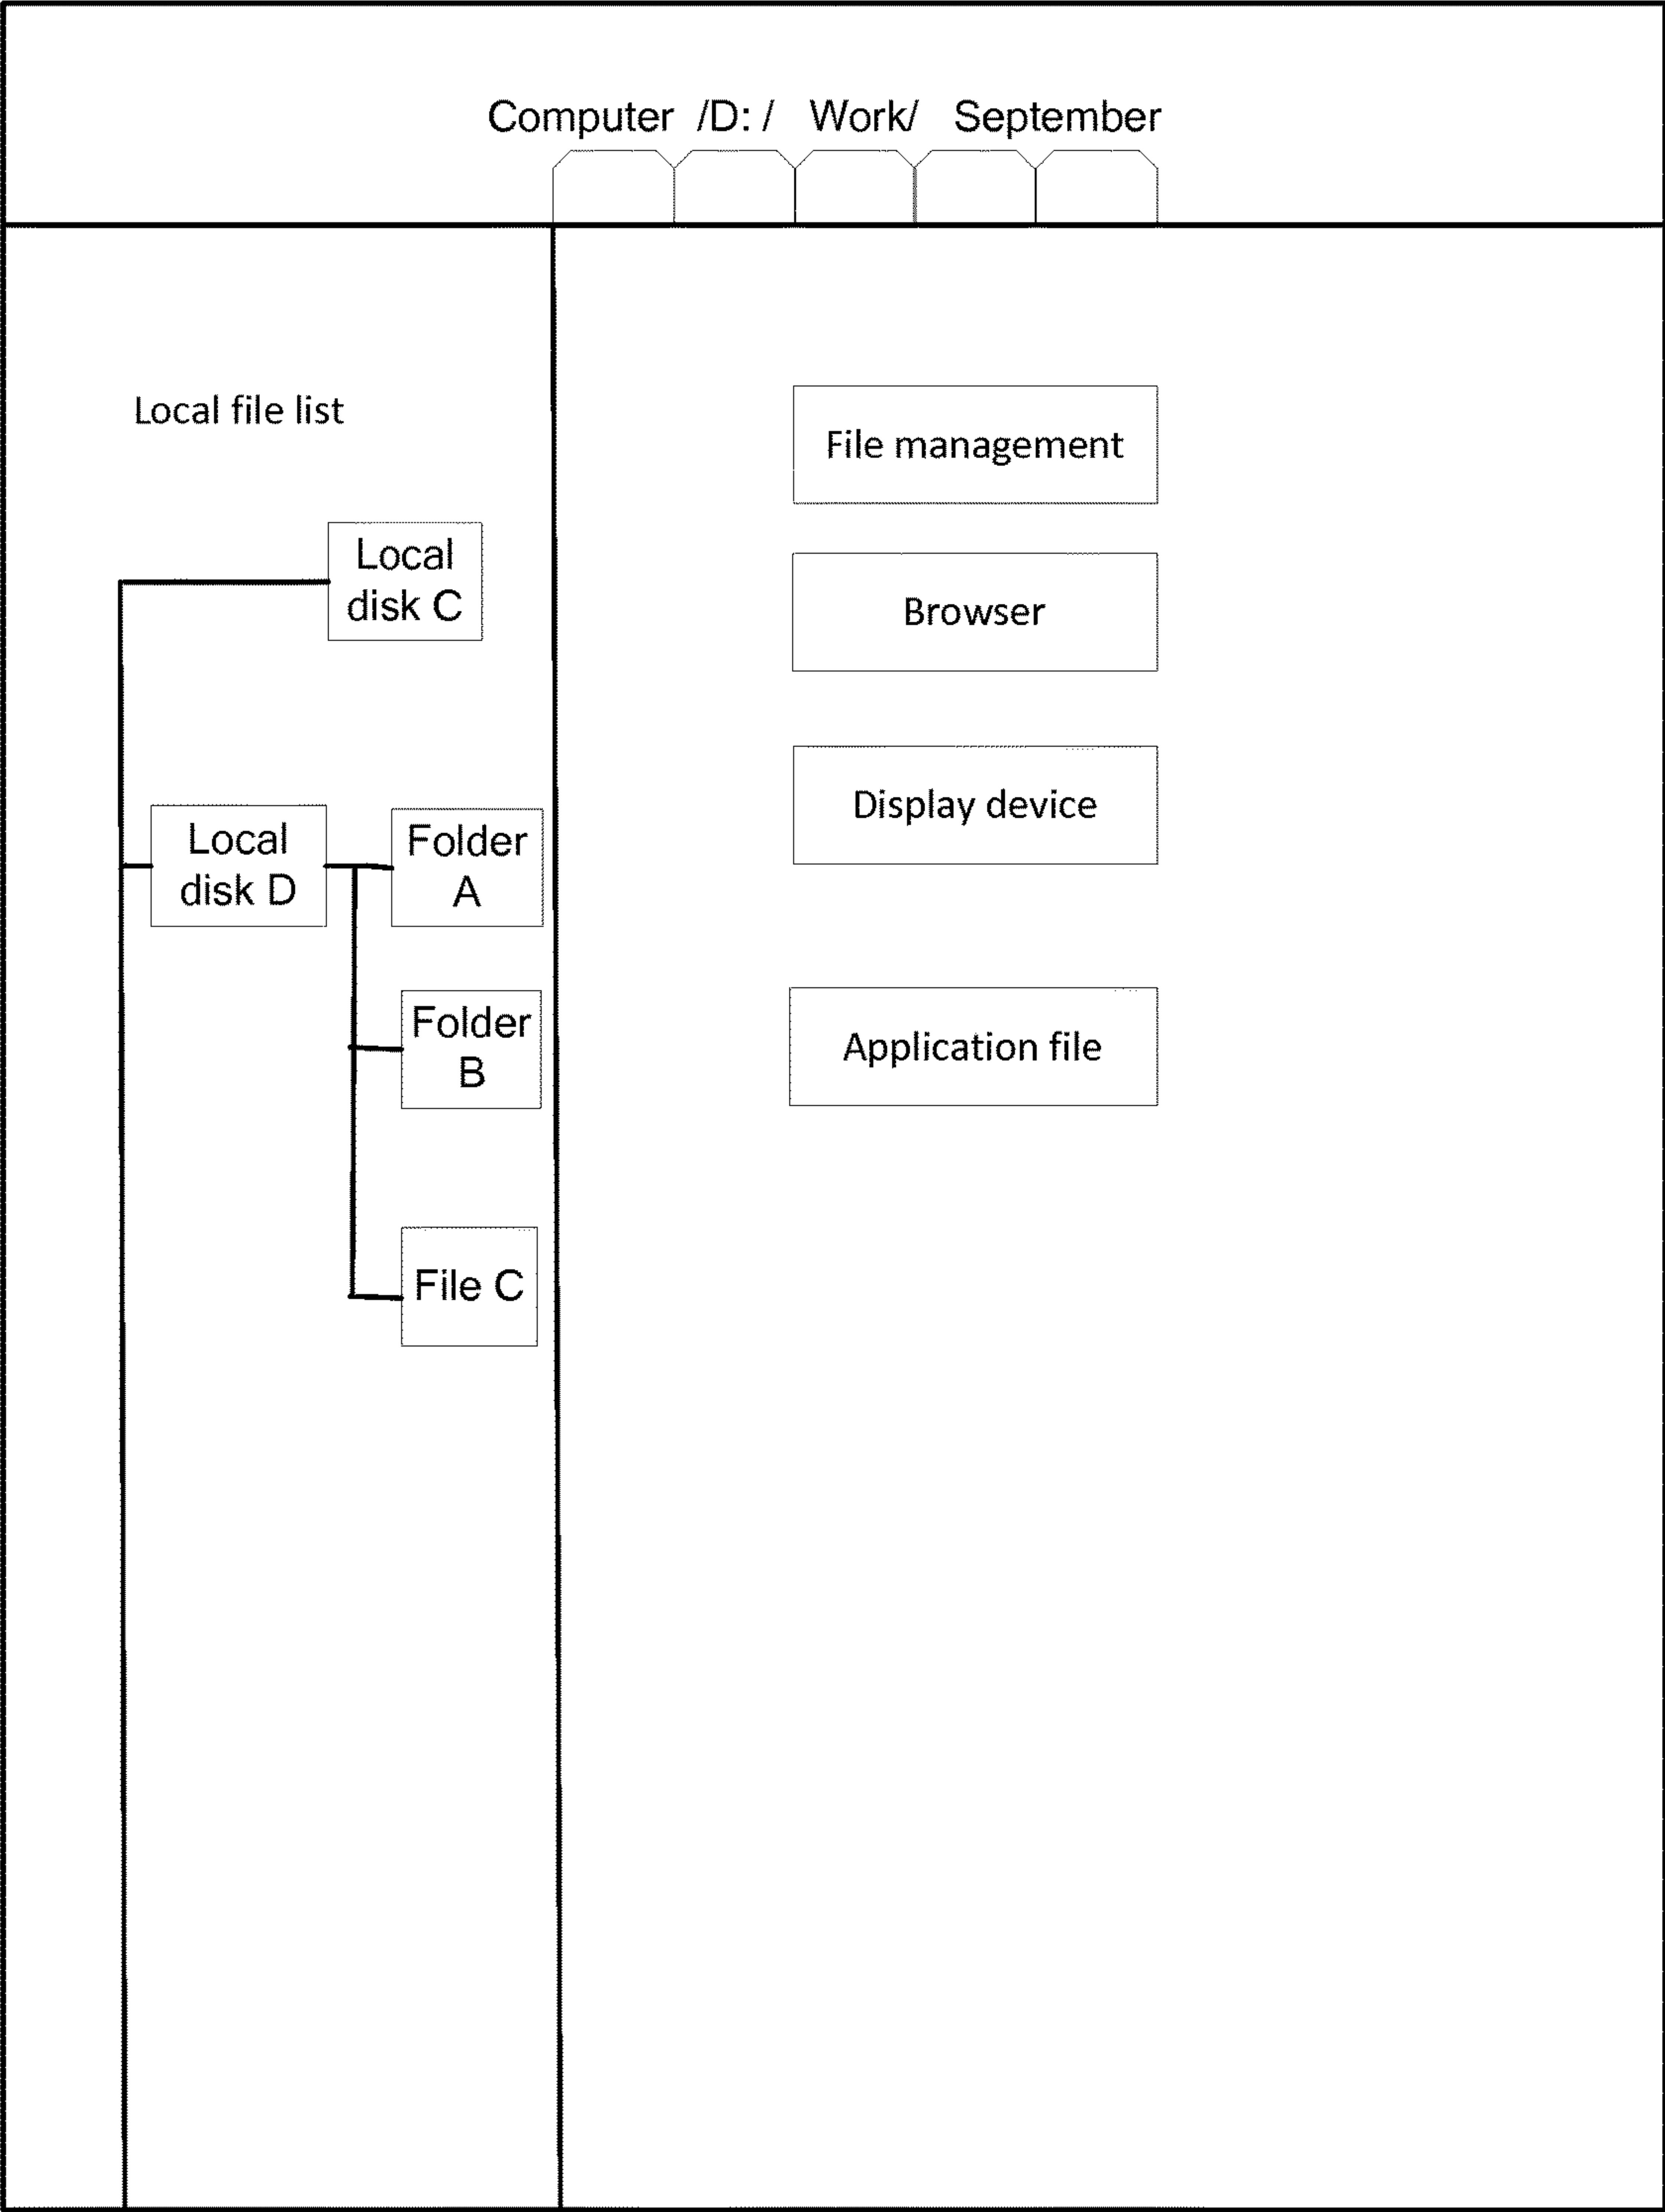 Computer /D: / Work/ September
Local file list
Local
disk C
Local
disk D
Folder
A
Folder
B
File C
File management
Browser
Display device
Application file